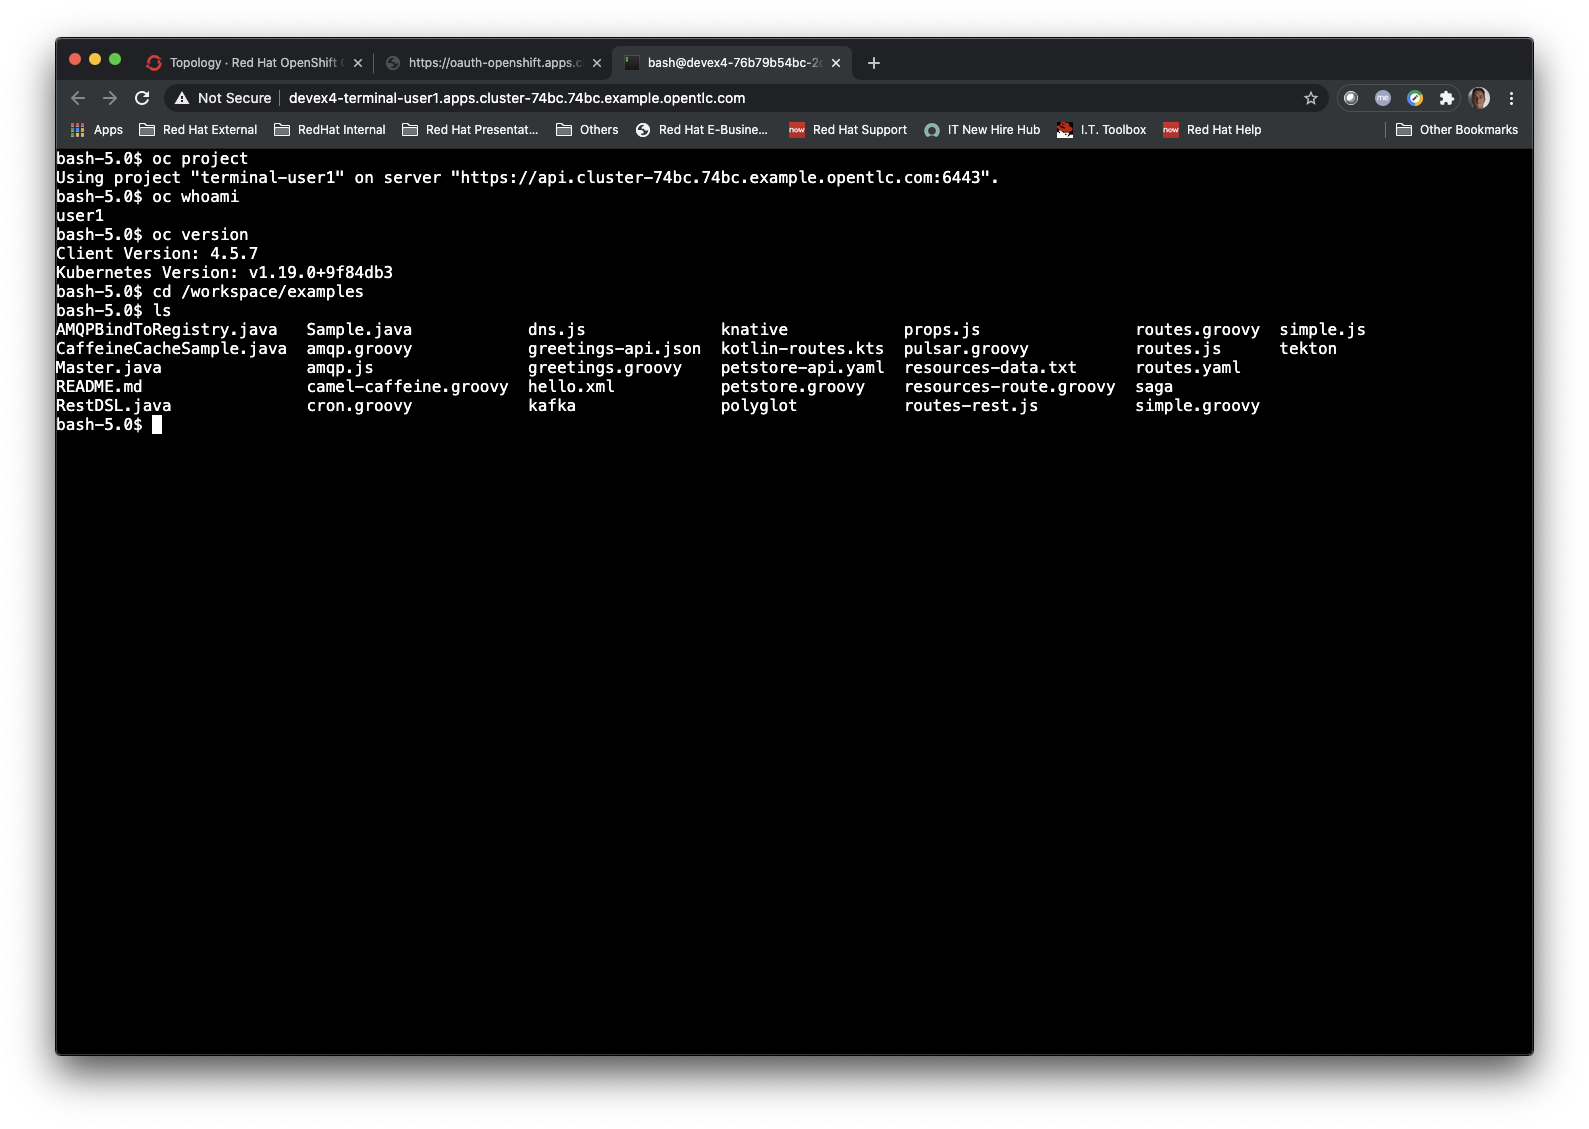 Topology · Red Hat OpenShift
https://oauth-openshift.apps.c
bash@devex4-76b79b54bc-2
Not Secure
devex4-terminal-user1.apps.cluster-74bc.74bc.example.opentlc.com
me
Apps
Red Hat External
RedHat Internal
Red Hat Presentat...
Others
Red Hat E-Busine...
now
Red Hat Support
IT New Hire Hub
I.T. Toolbox
now
Red Hat Help
Other Bookmarks
bash-5.0$ oc project
Using project "terminal-user1" on server "https://api.cluster-74bc.74bc.example.opentlc.com:6443".
bash-5.0$ oc whoami
user1
bash-5.0$ oc version
Client Version: 4.5.7
Kubernetes Version: v1.19.0+9f84db3
bash-5.0$ cd /workspace/examples
bash-5.0$ ls
AMQPBindToRegistry.java Sample.java dns.js knative props.js routes.groovy simple.js
CaffeineCacheSample.java amqp.groovy greetings-api.json kotlin-routes.kts pulsar.groovy routes.js tekton
Master.java amqp.js greetings.groovy petstore-api.yaml resources-data.txt routes.yaml
README.md camel-caffeine.groovy hello.xml petstore.groovy resources-route.groovy saga
RestDSL.java cron.groovy kafka polyglot routes-rest.js simple.groovy
bash-5.0$